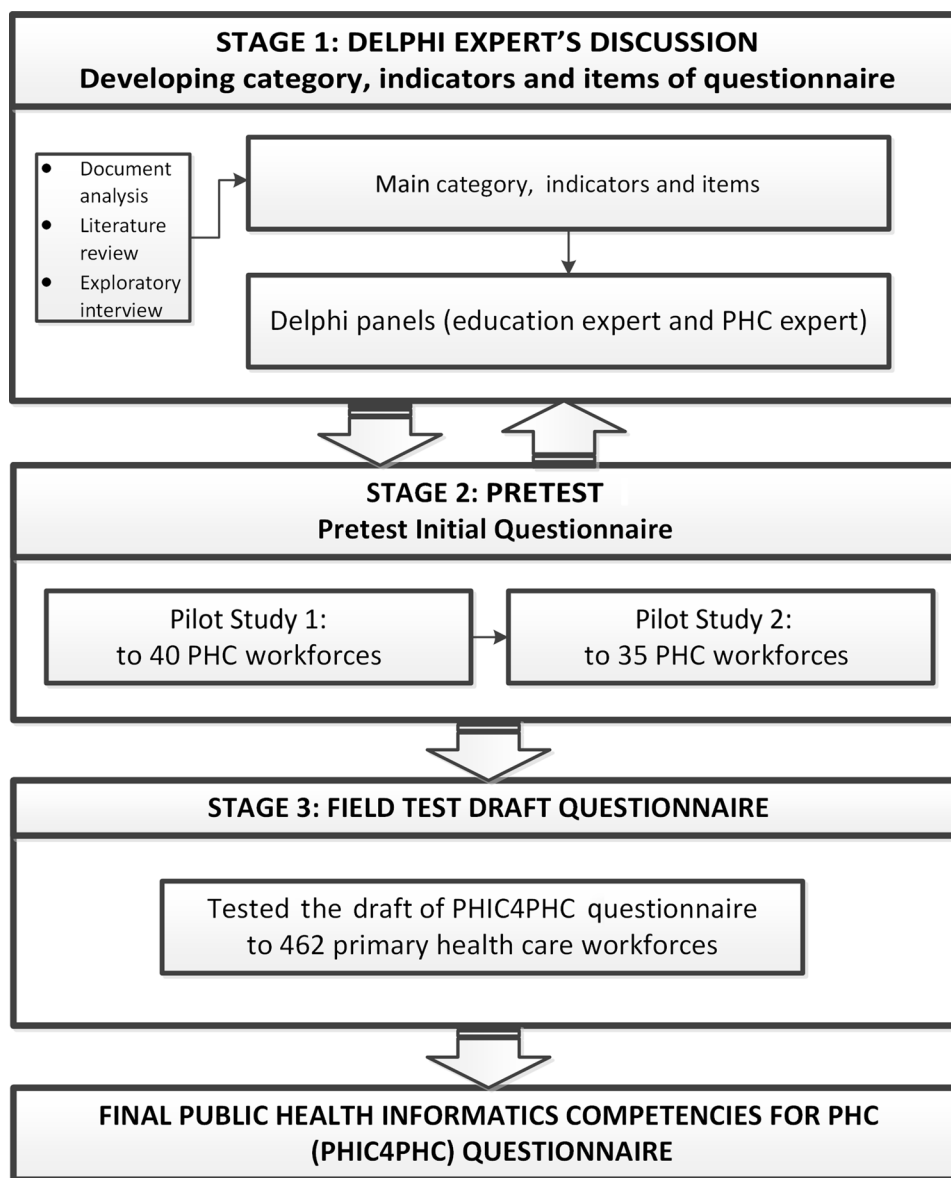 STAGE 1: DELPHI EXPERT'S DISCUSSION
Developing category, indicators and items of questionnaire
● Document
analysis
● Literature
review
● Exploratory
interview
Main category, indicators and items
Delphi panels (education expert and PHC expert)
STAGE 2: PRETEST
Pretest Initial Questionnaire
Pilot Study 1:
to 40 PHC workforces
Pilot Study 2:
to 35 PHC workforces
STAGE 3: FIELD TEST DRAFT QUESTIONNAIRE
Tested the draft of PHIC4PHC questionnaire
to 462 primary health care workforces
FINAL PUBLIC HEALTH INFORMATICS COMPETENCIES FOR PHC
(PHIC4PHC) QUESTIONNAIRE